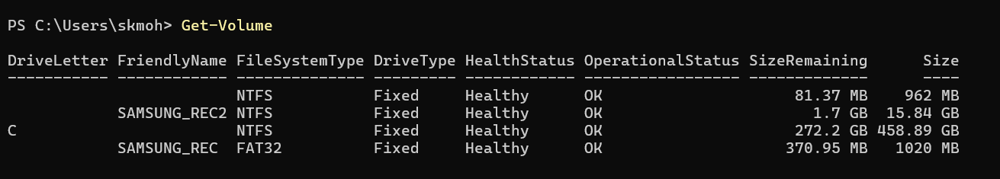 PS C:\Users\skmoh> Get-Volume
DriveLetter FriendlyName FileSystemType DriveType HealthStatus OperationalStatus SizeRemaining      Size
----------- ------------ -------------- --------- ------------ ----------------- -------------      ----
                         NTFS           Fixed     Healthy      OK                     81.37 MB    962 MB
            SAMSUNG_REC2 NTFS           Fixed     Healthy      OK                       1.7 GB  15.84 GB
C                        NTFS           Fixed     Healthy      OK                     272.2 GB 458.89 GB
            SAMSUNG_REC  FAT32          Fixed     Healthy      OK                    370.95 MB   1020 MB